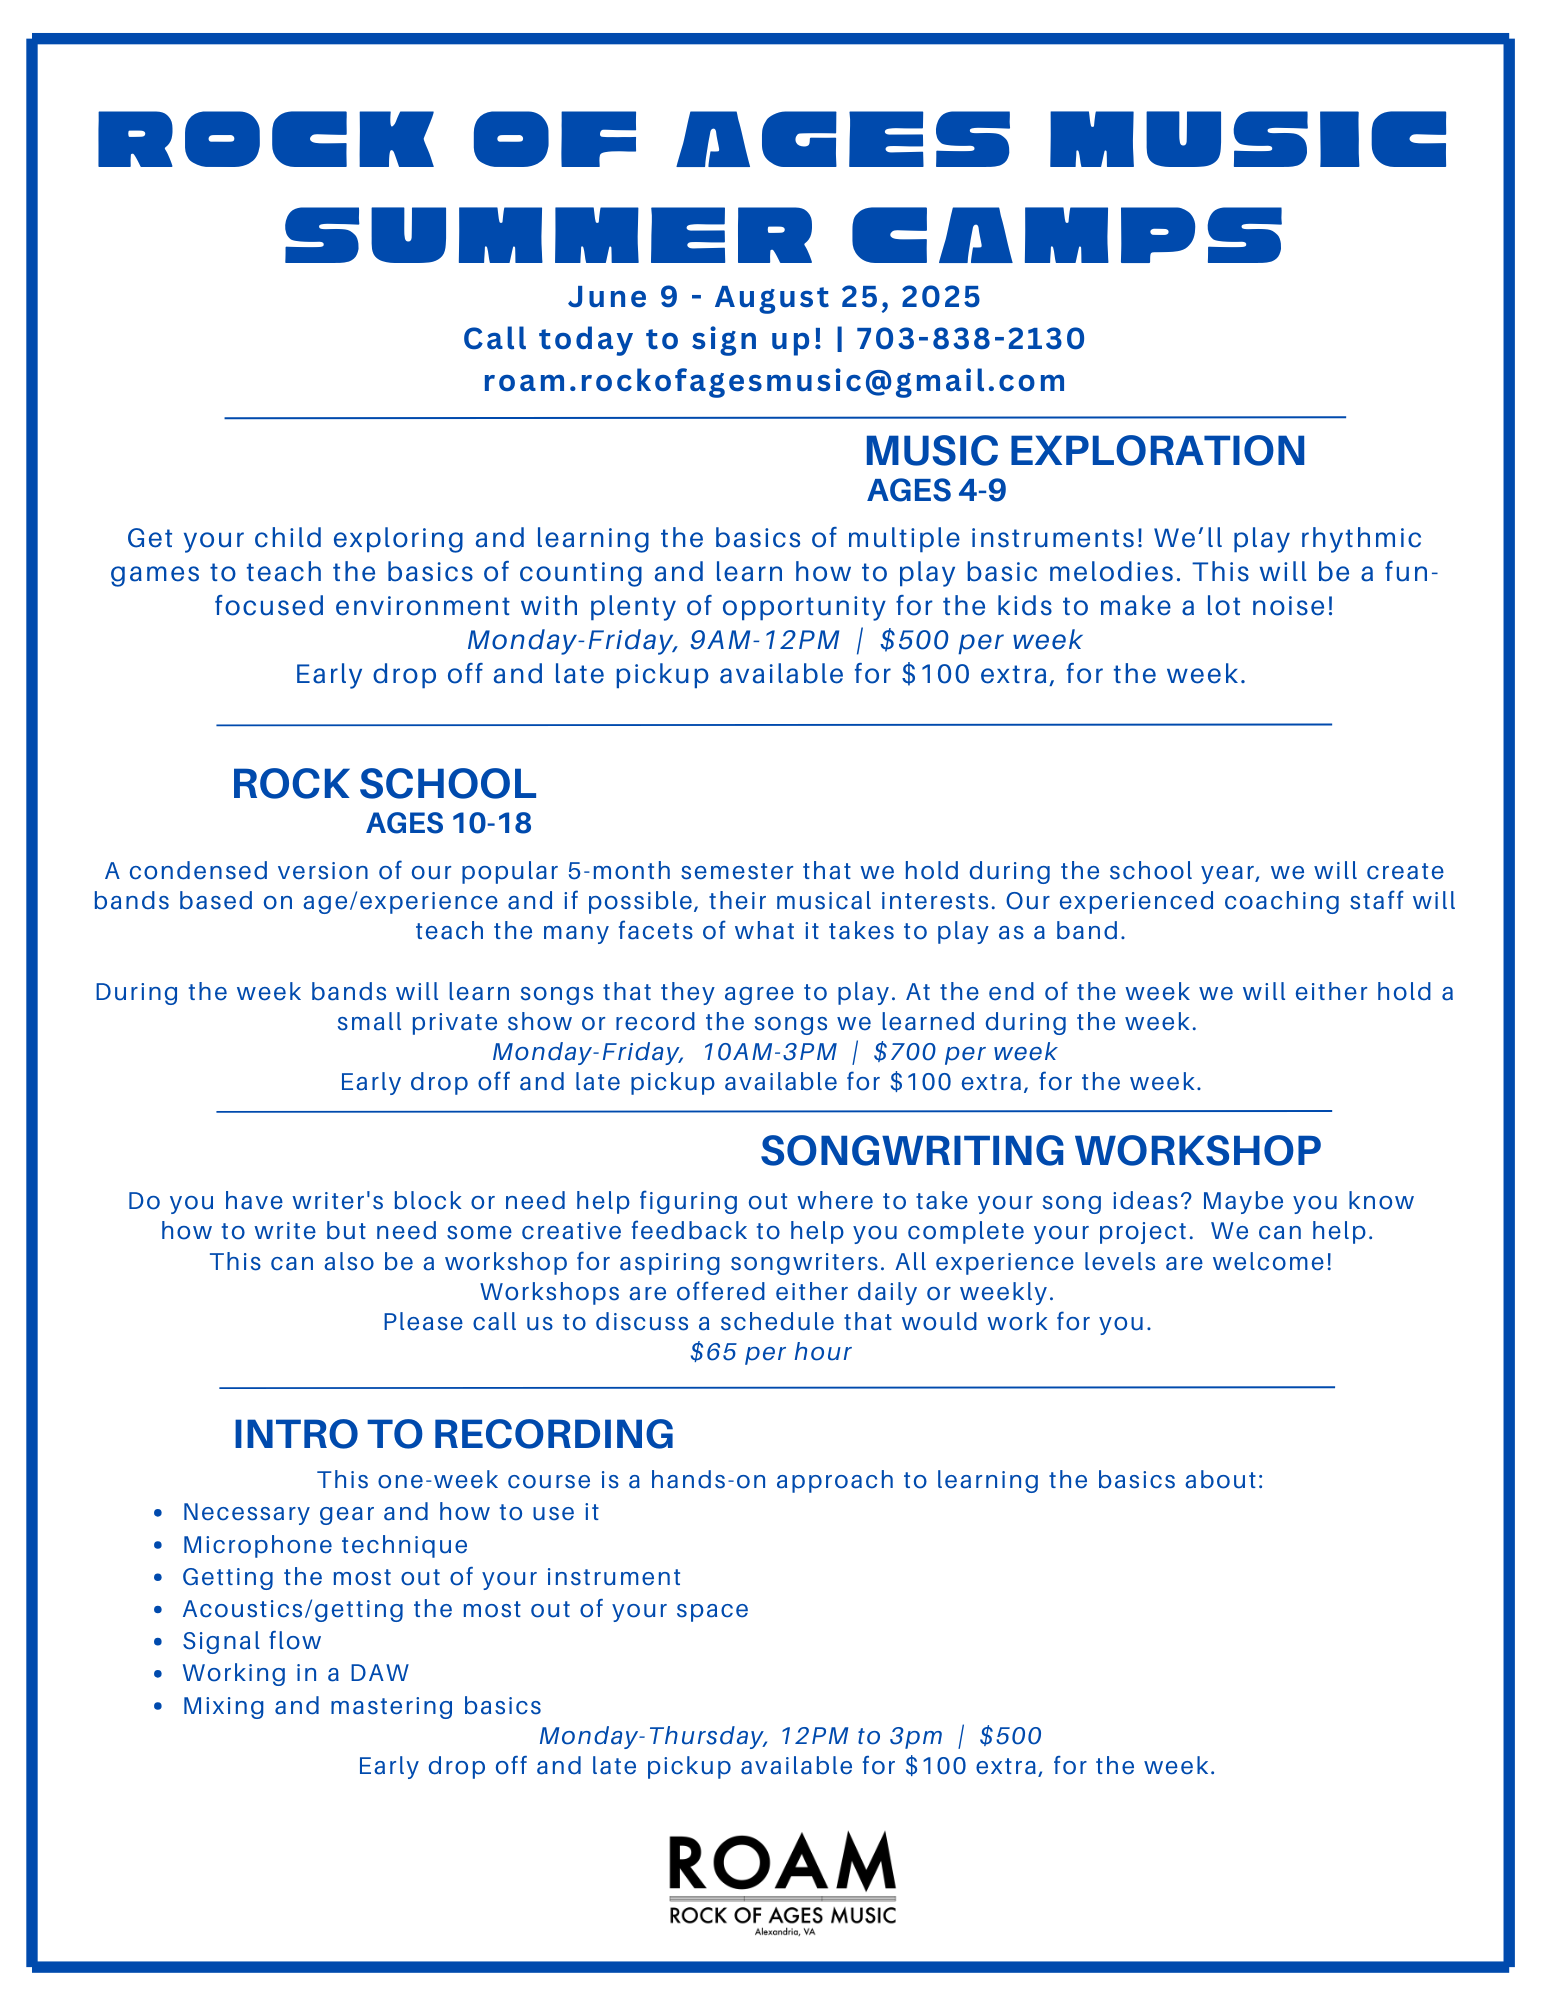 ROCK OF AGES MUSIC
SUMMER CAMPS
June 9 - August 25, 2025
Call today to sign up! | 703-838-2130
roam.rockofagesmusic@gmail.com
MUSIC EXPLORATION
AGES 4-9
Get your child exploring and learning the basics of multiple instruments! We’ll play rhythmic
games to teach the basics of counting and learn how to play basic melodies. This will be a fun-
focused environment with plenty of opportunity for the kids to make a lot noise!
Monday-Friday, 9AM-12PM | $500 per week
Early drop off and late pickup available for $100 extra, for the week.
ROCK SCHOOL
AGES 10-18
A condensed version of our popular 5-month semester that we hold during the school year, we will create
bands based on age/experience and if possible, their musical interests. Our experienced coaching staff will
teach the many facets of what it takes to play as a band.
During the week bands will learn songs that they agree to play. At the end of the week we will either hold a
small private show or record the songs we learned during the week.
Monday-Friday, 10AM-3PM | $700 per week
Early drop off and late pickup available for $100 extra, for the week.
SONGWRITING WORKSHOP
Do you have writer's block or need help figuring out where to take your song ideas? Maybe you know
how to write but need some creative feedback to help you complete your project. We can help.
This can also be a workshop for aspiring songwriters. All experience levels are welcome!
Workshops are offered either daily or weekly.
Please call us to discuss a schedule that would work for you.
$65 per hour
INTRO TO RECORDING
This one-week course is a hands-on approach to learning the basics about:
• Necessary gear and how to use it
• Microphone technique
• Getting the most out of your instrument
• Acoustics/getting the most out of your space
• Signal flow
• Working in a DAW
• Mixing and mastering basics
Monday-Thursday, 12PM to 3pm | $500
Early drop off and late pickup available for $100 extra, for the week.
ROAM
ROCK OF AGES MUSIC
Alexandria, VA